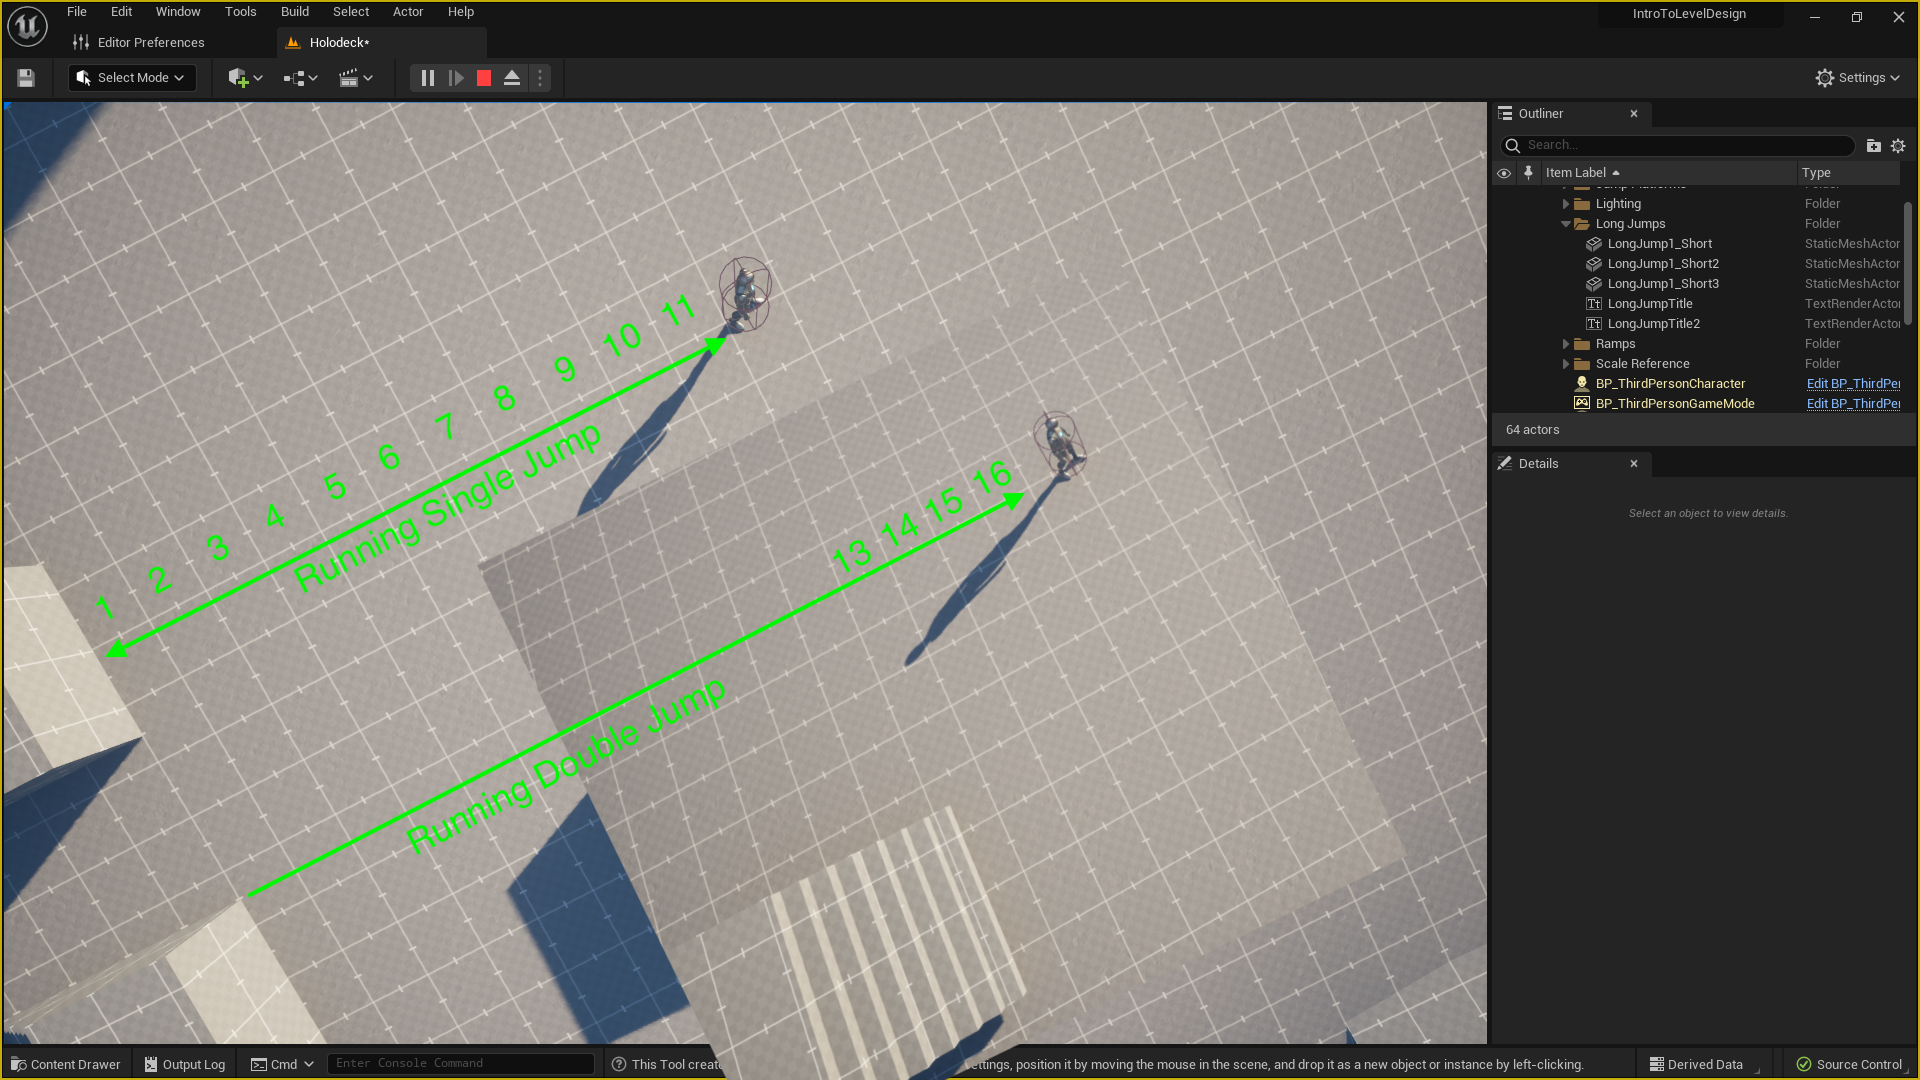 File Edit Window Tools Build Select Actor Help
IntroToLevelDesign
Editor Preferences
Holodeck*
Select Mode
Settings
Outliner
Search...
Item Label
Type
Lighting Folder
Long Jumps Folder
LongJump1_Short StaticMeshActor
LongJump1_Short2 StaticMeshActor
LongJump1_Short3 StaticMeshActor
LongJumpTitle TextRenderActor
LongJumpTitle2 TextRenderActor
Ramps Folder
Scale Reference Folder
BP_ThirdPersonCharacter Edit BP_ThirdPer
BP_ThirdPersonGameMode Edit BP_ThirdPer
64 actors
Details
Select an object to view details.
1 2 3 4 5 6 7 8 9 10 11
Running Single Jump
13 14 15 16
Running Double Jump
Content Drawer
Output Log
Cmd
Enter Console Command
This Tool create
ettings, position it by moving the mouse in the scene, and drop it as a new object or instance by left-clicking.
Derived Data
Source Control